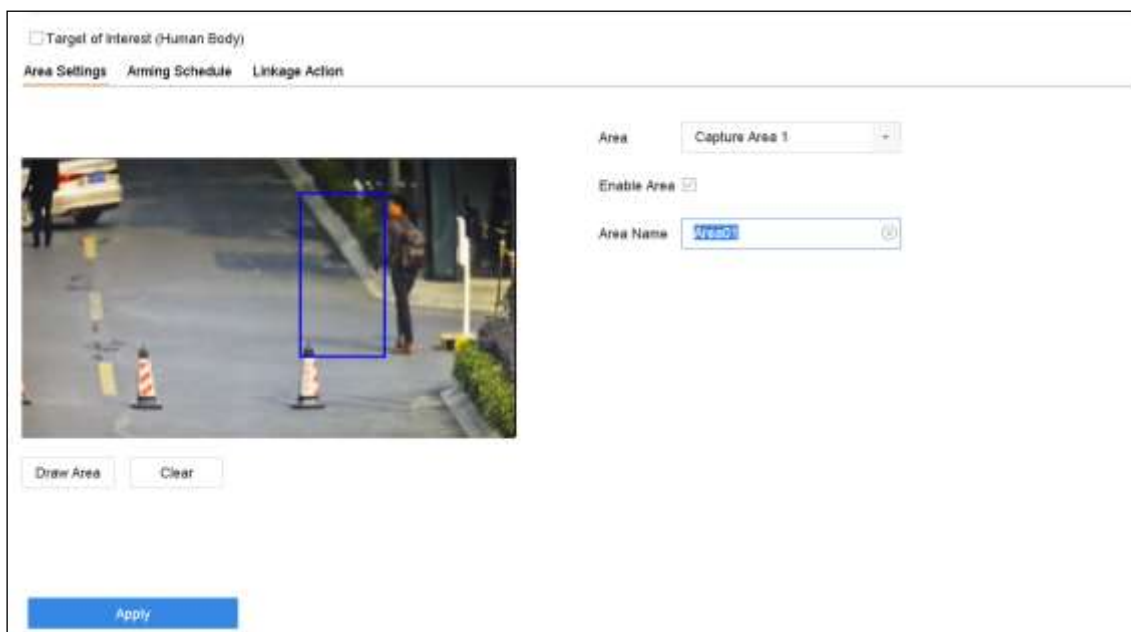 Target of Interest (Human Body)
Area Settings Arming Schedule Linkage Action
Area Capture Area 1
Enable Area
Area Name Area01
Draw Area Clear
Apply